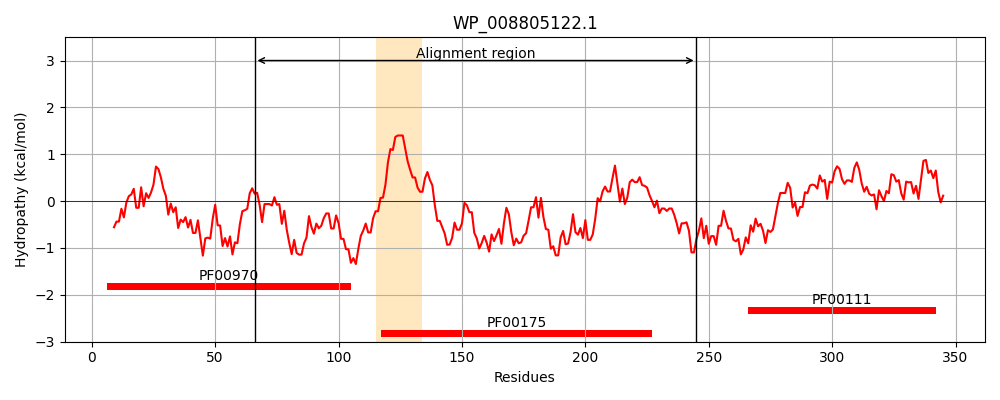 WP_008805122.1
Alignment region
Hydropathy (kcal/mol)
3
2
1
0
−1
−2
−3
PF00970
PF00175
PF00111
0
50
100
150
200
250
300
350
Residues